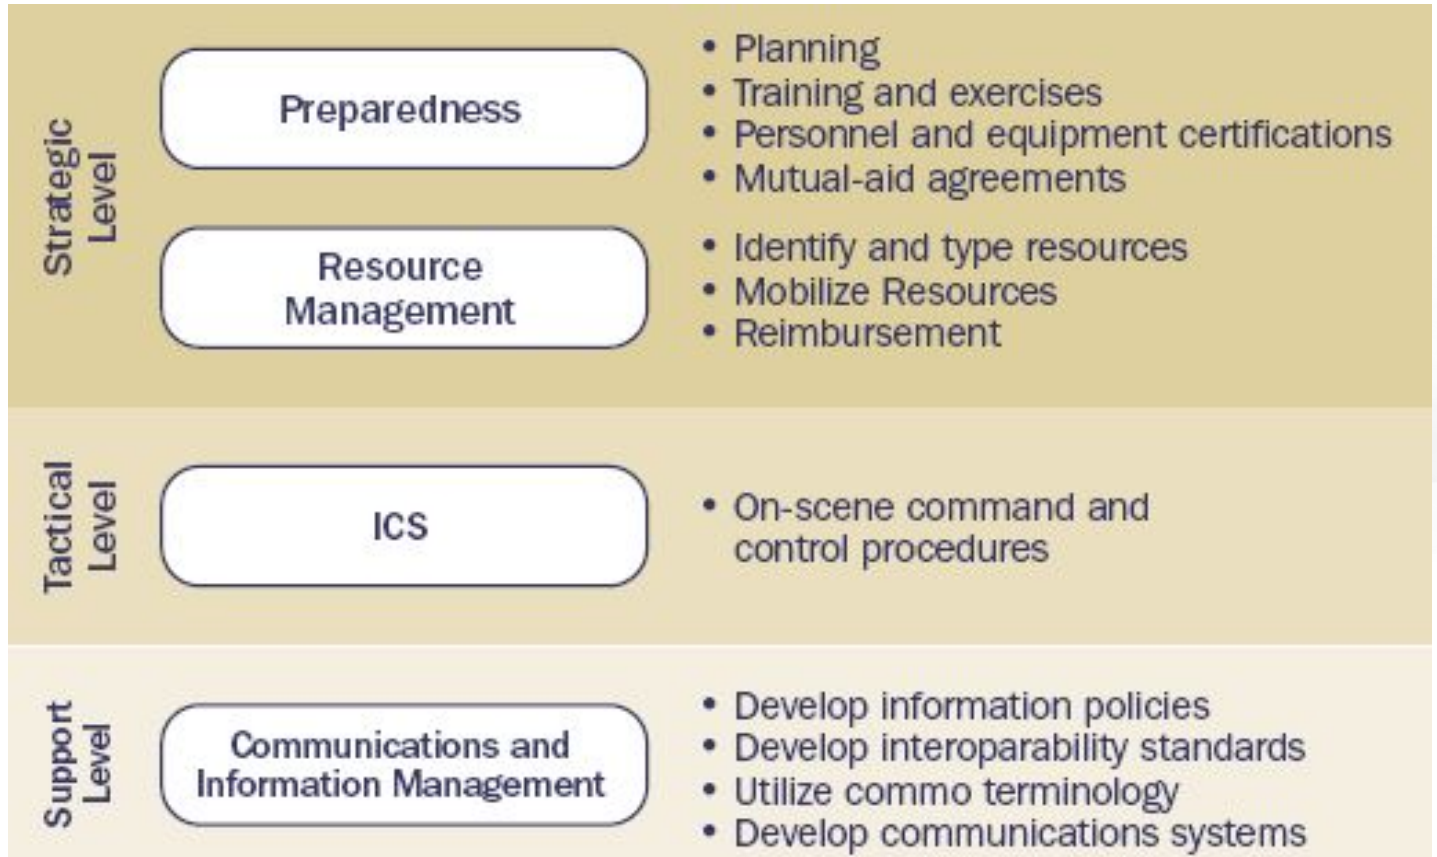 Strategic
Level
Preparedness
• Planning
• Training and exercises
• Personnel and equipment certifications
• Mutual-aid agreements
Resource
Management
• Identify and type resources
• Mobilize Resources
• Reimbursement
Tactical
Level
ICS
• On-scene command and
control procedures
Support
Level
Communications and
Information Management
• Develop information policies
• Develop interoparability standards
• Utilize commo terminology
• Develop communications systems